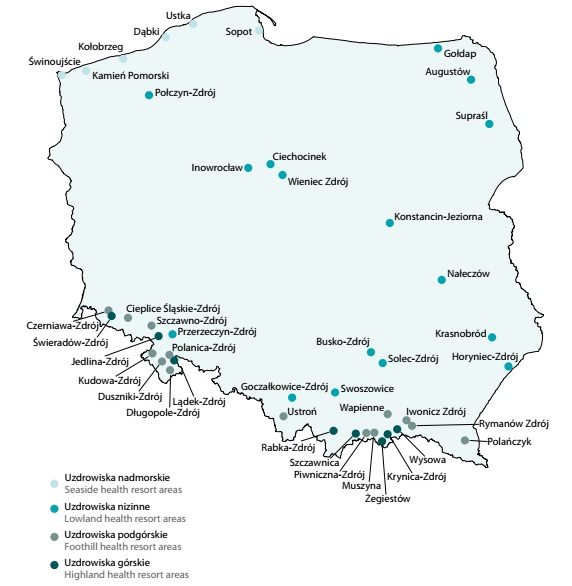 Ustka
Dąbki
Sopot
Kołobrzeg
Gołdap
Świnoujście
Kamień Pomorski
Augustów
Połczyn-Zdrój
Supraśl
Ciechocinek
Inowrocław
Wieniec Zdrój
Konstancin-Jeziorna
Nałeczów
Cieplice Śląskie-Zdrój
Czerniawa-Zdrój
Szczawno-Zdrój
Przerzeczyn-Zdrój
Świeradów-Zdrój
Krasnobród
Busko-Zdrój
Polanica-Zdrój
Jedlina-Zdrój
Solec-Zdrój
Horyniec-Zdrój
Kudowa-Zdrój
Goczałkowice-Zdrój
Swoszowice
Duszniki-Zdrój
Lądek-Zdrój
Długopole-Zdrój
Ustroń
Wapienne
Iwonicz Zdrój
Rymanów Zdrój
Polańczyk
Rabka-Zdrój
Wysowa
Szczawnica
Piwniczna-Zdrój
Krynica-Zdrój
Muszyna
Żegiestów
Uzdrowiska nadmorskie
Seaside health resort areas
Uzdrowiska nizinne
Lowland health resort areas
Uzdrowiska podgórskie
Foothill health resort areas
Uzdrowiska górskie
Highland health resort areas